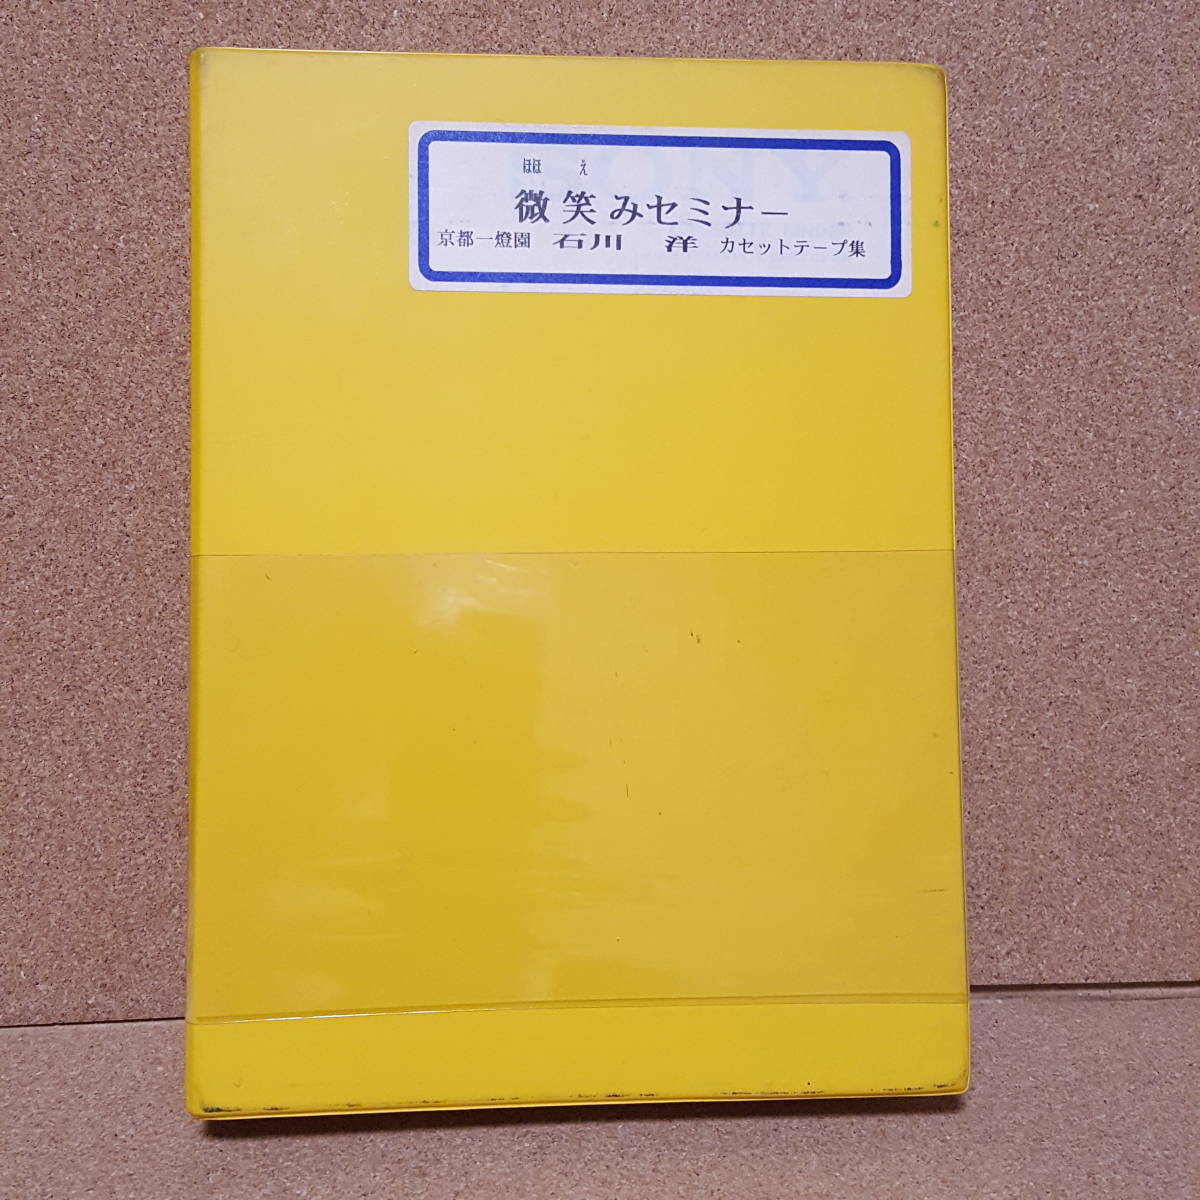 ほほ え
微笑みセミナー
京都一燈園 石川 洋 カセットテープ集